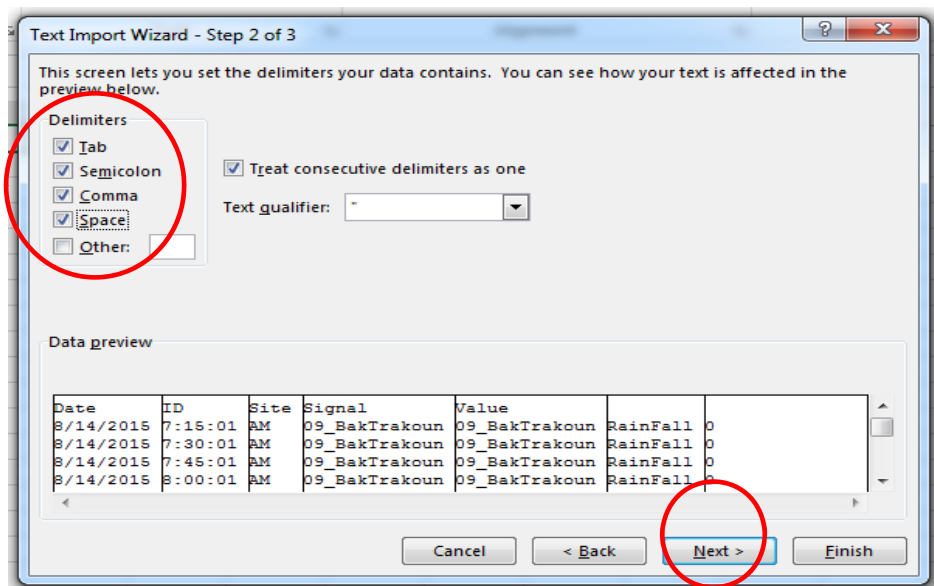 Text Import Wizard - Step 2 of 3
This screen lets you set the delimiters your data contains. You can see how your text is affected in the
preview below.
Delimiters
Tab
Semicolon
Comma
Space
Other:
Treat consecutive delimiters as one
Text qualifier: "
Data preview
Date ID Site Signal Value
8/14/2015 7:15:01 AM 09_BakTrakoun 09_BakTrakoun RainFall 0
8/14/2015 7:30:01 AM 09_BakTrakoun 09_BakTrakoun RainFall 0
8/14/2015 7:45:01 AM 09_BakTrakoun 09_BakTrakoun RainFall 0
8/14/2015 8:00:01 AM 09_BakTrakoun 09_BakTrakoun RainFall 0
Cancel < Back Next > Finish